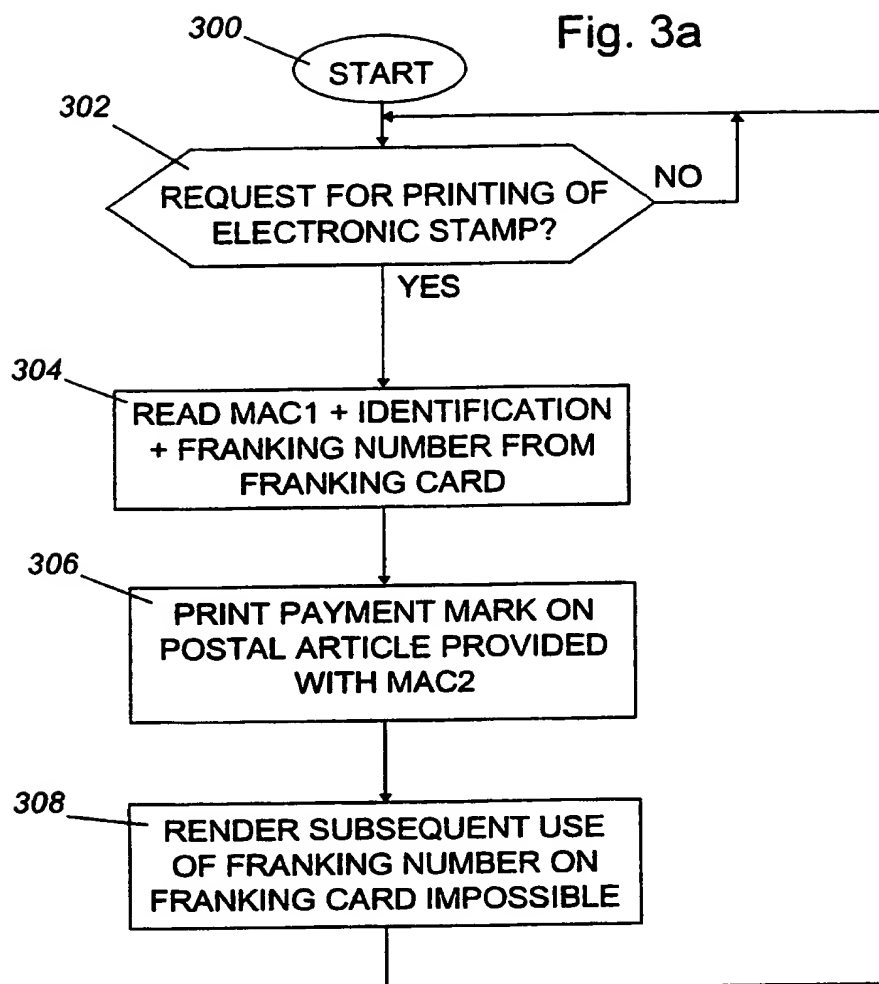 Fig. 3a
300
START
302
REQUEST FOR PRINTING OF
ELECTRONIC STAMP?
NO
YES
304
READ MAC1 + IDENTIFICATION
+ FRANKING NUMBER FROM
FRANKING CARD
306
PRINT PAYMENT MARK ON
POSTAL ARTICLE PROVIDED
WITH MAC2
308
RENDER SUBSEQUENT USE
OF FRANKING NUMBER ON
FRANKING CARD IMPOSSIBLE